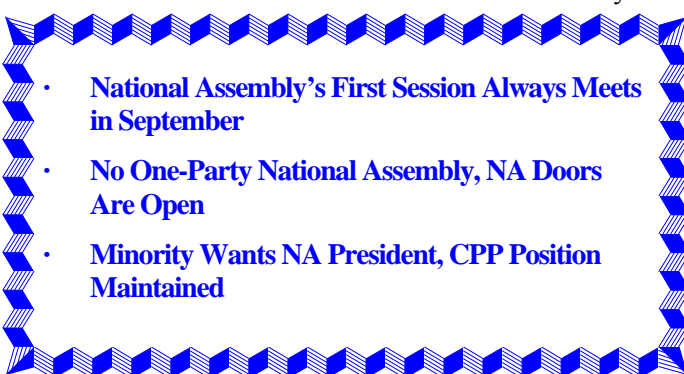 · National Assembly’s First Session Always Meets
in September
· No One-Party National Assembly, NA Doors
Are Open
· Minority Wants NA President, CPP Position
Maintained